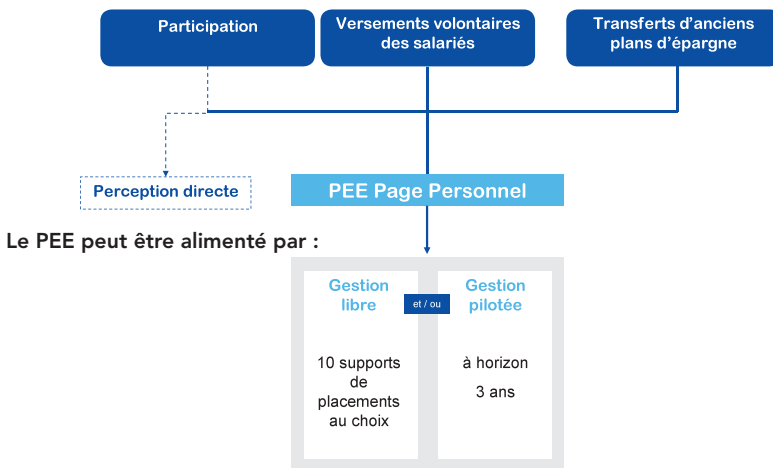 Participation
Versements volontaires
des salariés
Transferts d’anciens
plans d’épargne
Perception directe
PEE Page Personnel
Le PEE peut être alimenté par :
Gestion
libre
et / ou
Gestion
pilotée
10 supports
de
placements
au choix
à horizon
3 ans